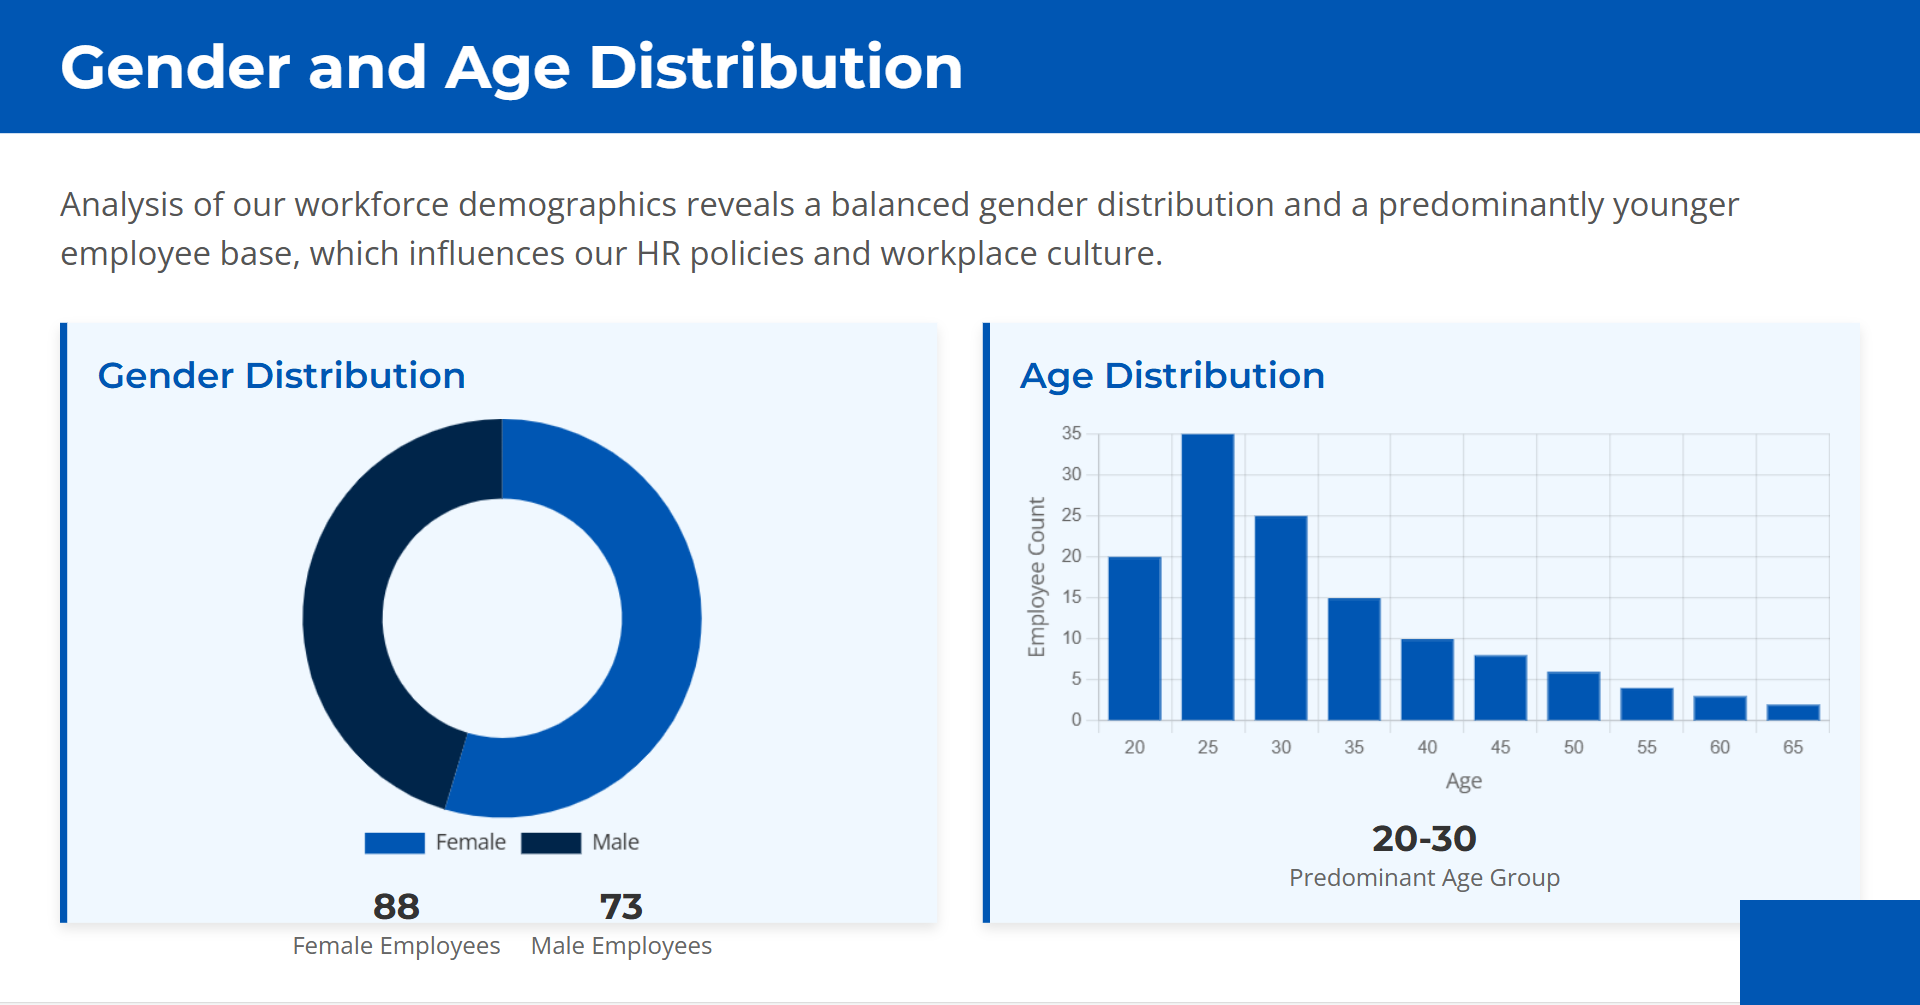 Gender and Age Distribution
Analysis of our workforce demographics reveals a balanced gender distribution and a predominantly younger
employee base, which influences our HR policies and workplace culture.
Gender Distribution
Female Male
88 73
Female Employees Male Employees
Age Distribution
35
30
25
20
15
10
5
0
Employee Count
20 25 30 35 40 45 50 55 60 65
Age
20-30
Predominant Age Group